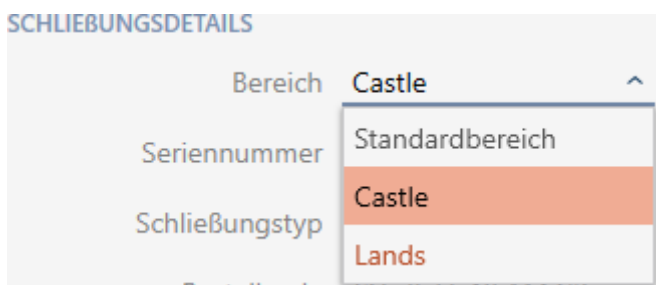 SCHLIEßUNGSDETAILS
Bereich Castle
Standardbereich
Seriennummer
Castle
Schließungstyp
Lands